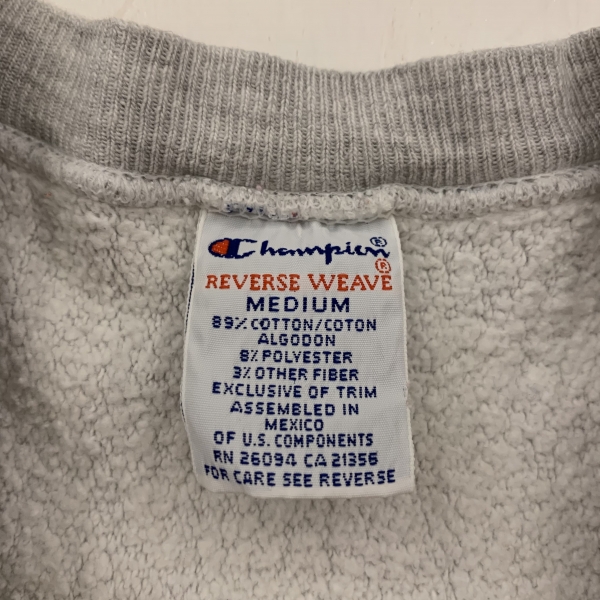 Champion®
REVERSE WEAVE®
MEDIUM
89% COTTON/COTON
ALGODON
8% POLYESTER
3% OTHER FIBER
EXCLUSIVE OF TRIM
ASSEMBLED IN
MEXICO
OF U.S. COMPONENTS
RN 26094 CA 21356
FOR CARE SEE REVERSE